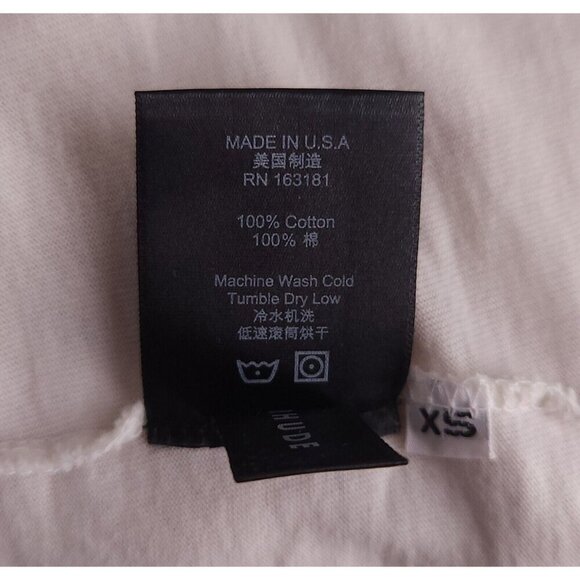 MADE IN U.S.A
美国制造
RN 163181
100% Cotton
100% 棉
Machine Wash Cold
Tumble Dry Low
冷水机洗
低速滚筒烘干
HUDE
XS